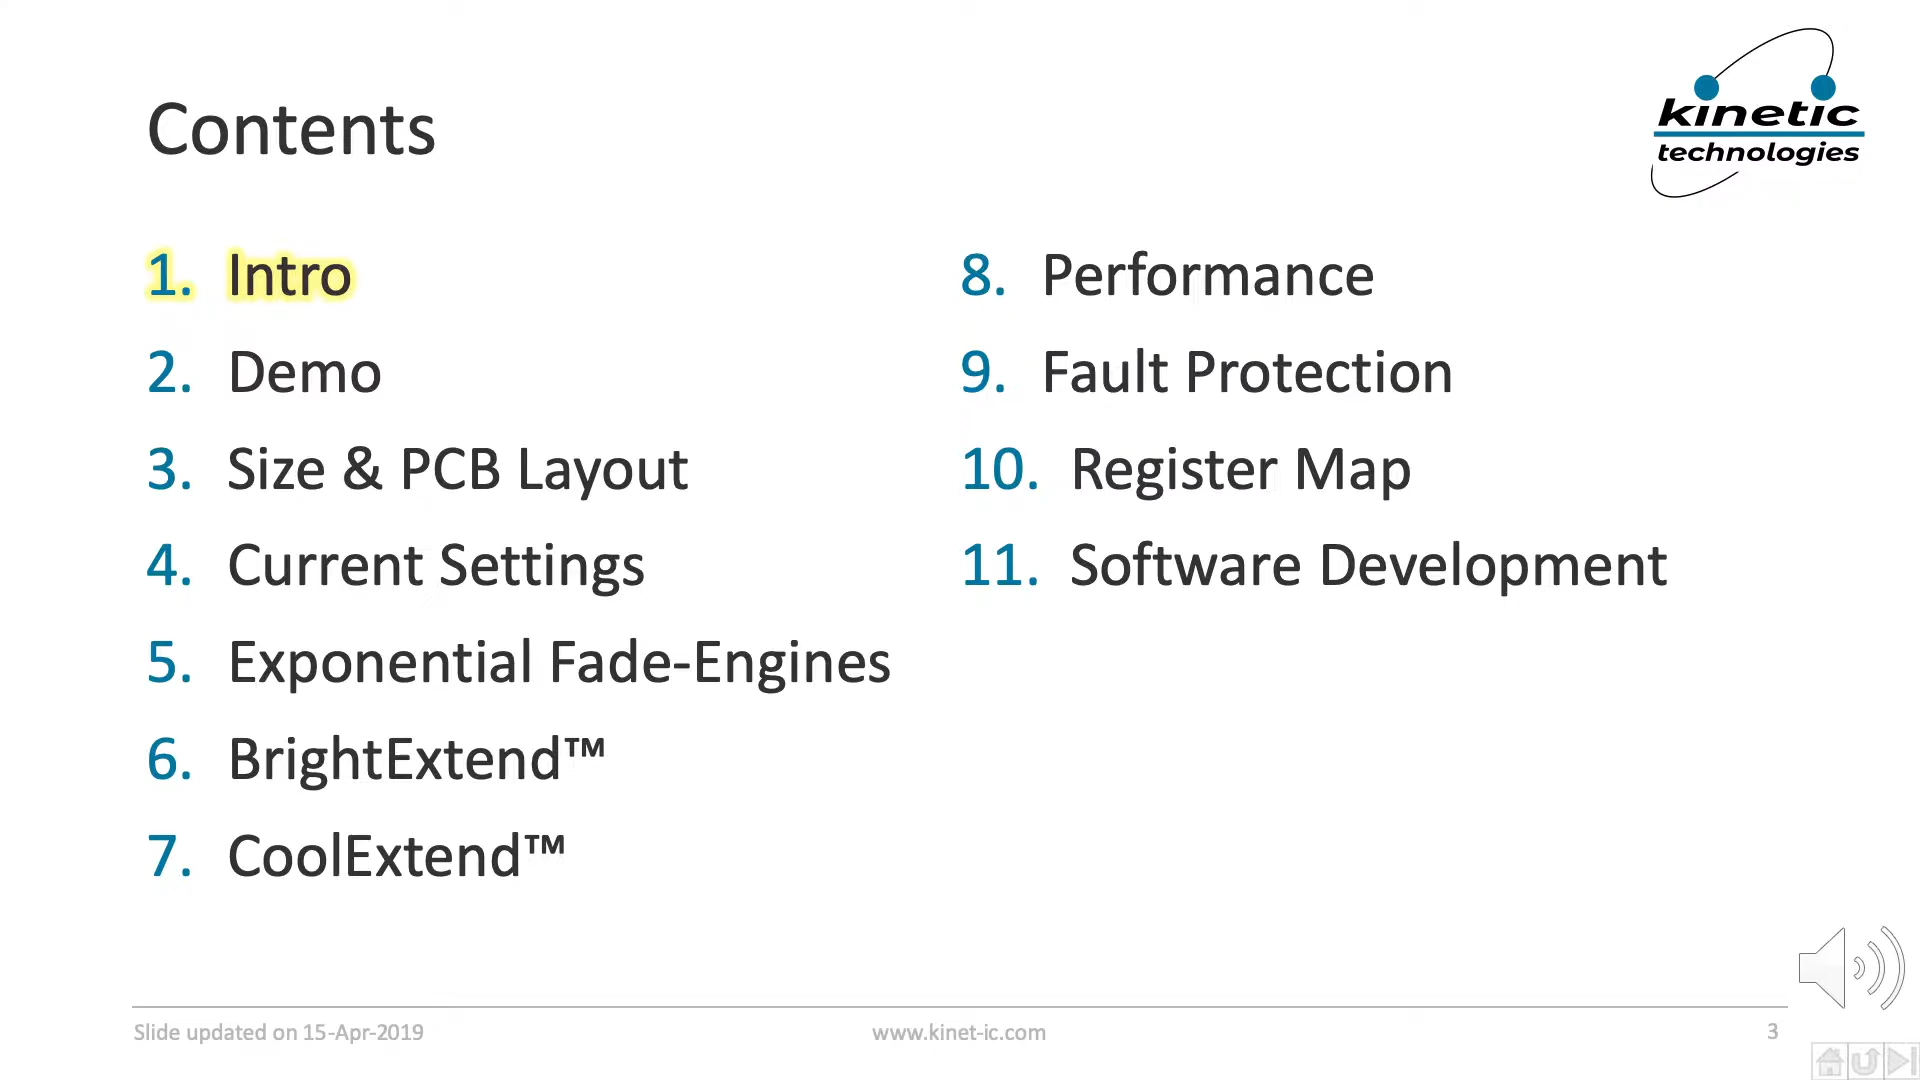 Contents
kinetic
technologies
1. Intro
2. Demo
3. Size & PCB Layout
4. Current Settings
5. Exponential Fade-Engines
6. BrightExtend™
7. CoolExtend™
8. Performance
9. Fault Protection
10. Register Map
11. Software Development
Slide updated on 15-Apr-2019
www.kinet-ic.com
3